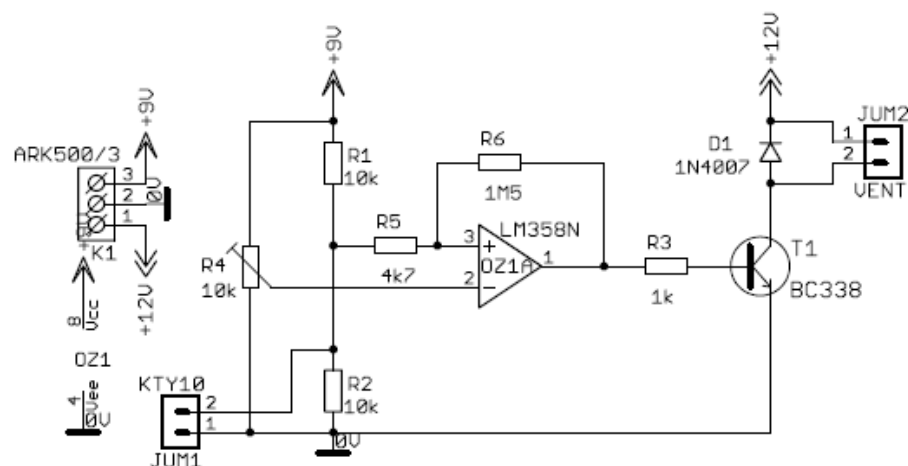 +9V
ARK500/3
3
2
1
0V
K1
+12V
8
Vcc
OZ1
4
Vee
0V
KTY10
2
1
JUM1
+9V
R1
10k
R4
10k
R5
4k7
R6
1M5
LM358N
3
+
OZ1A
1
2
-
R2
10k
0V
R3
1k
+12V
D1
1N4007
JUM2
1
2
VENT
T1
BC338